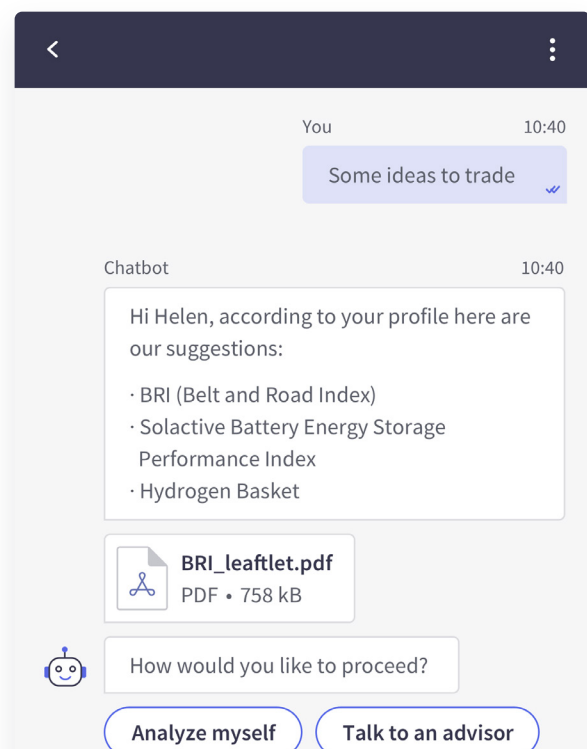 You 10:40
Some ideas to trade
Chatbot 10:40
Hi Helen, according to your profile here are
our suggestions:
· BRI (Belt and Road Index)
· Solactive Battery Energy Storage
Performance Index
· Hydrogen Basket
BRI_leaftlet.pdf
PDF • 758 kB
How would you like to proceed?
Analyze myself Talk to an advisor